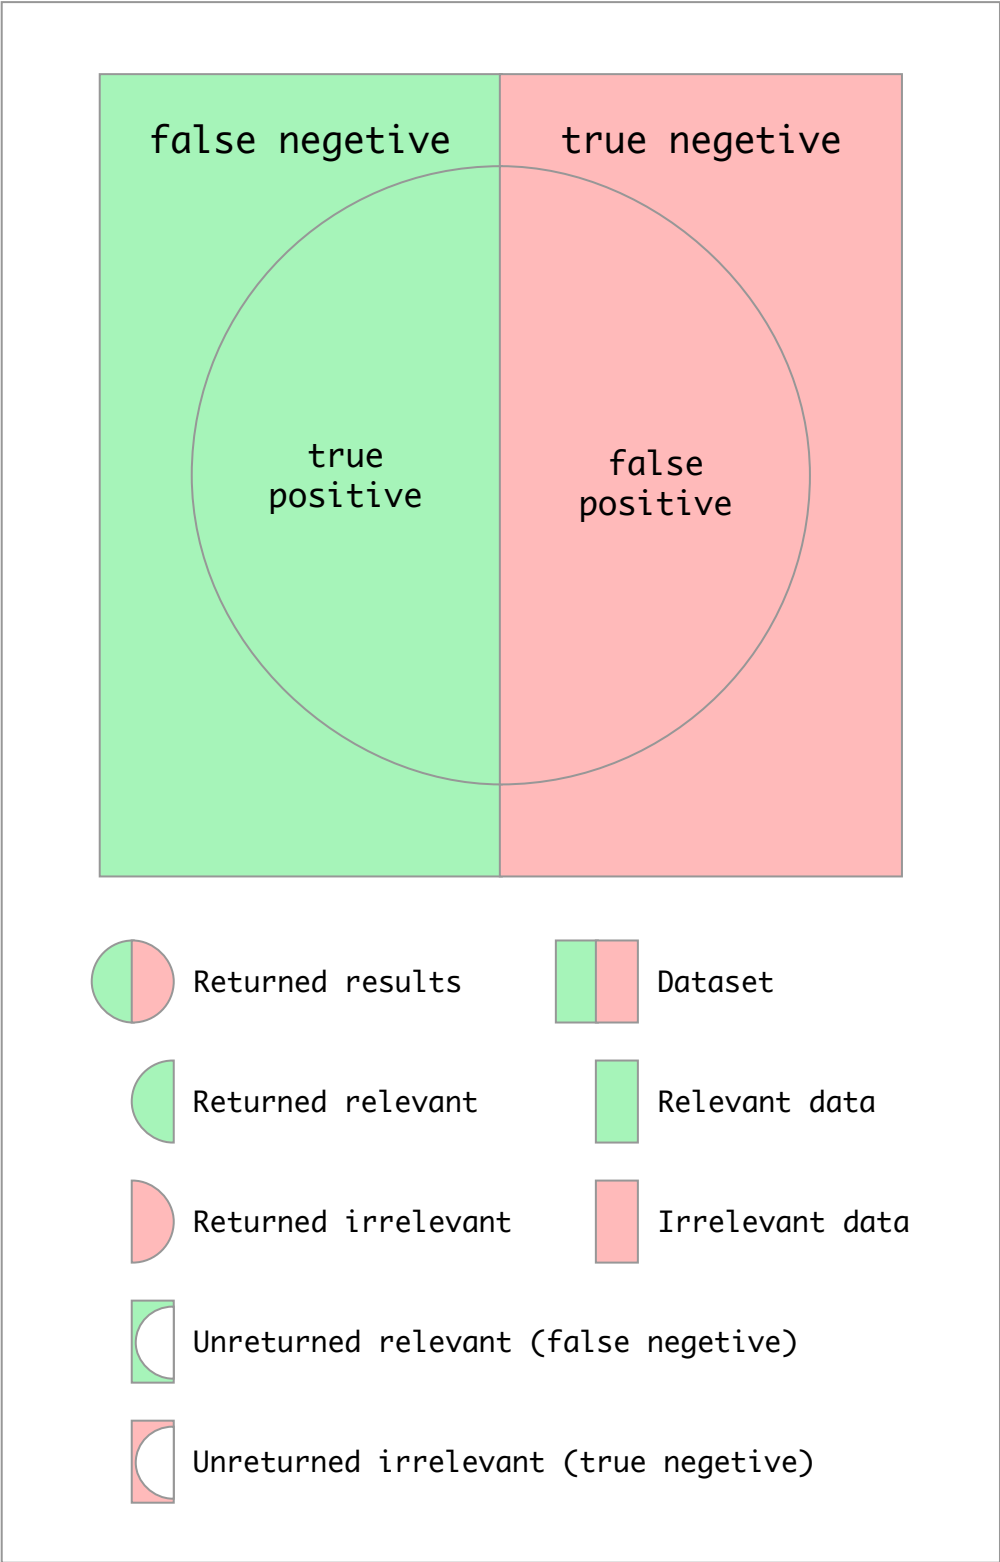 false negetive
true negetive
true
positive
false
positive
Returned results
Dataset
Returned relevant
Relevant data
Returned irrelevant
Irrelevant data
Unreturned relevant (false negetive)
Unreturned irrelevant (true negetive)